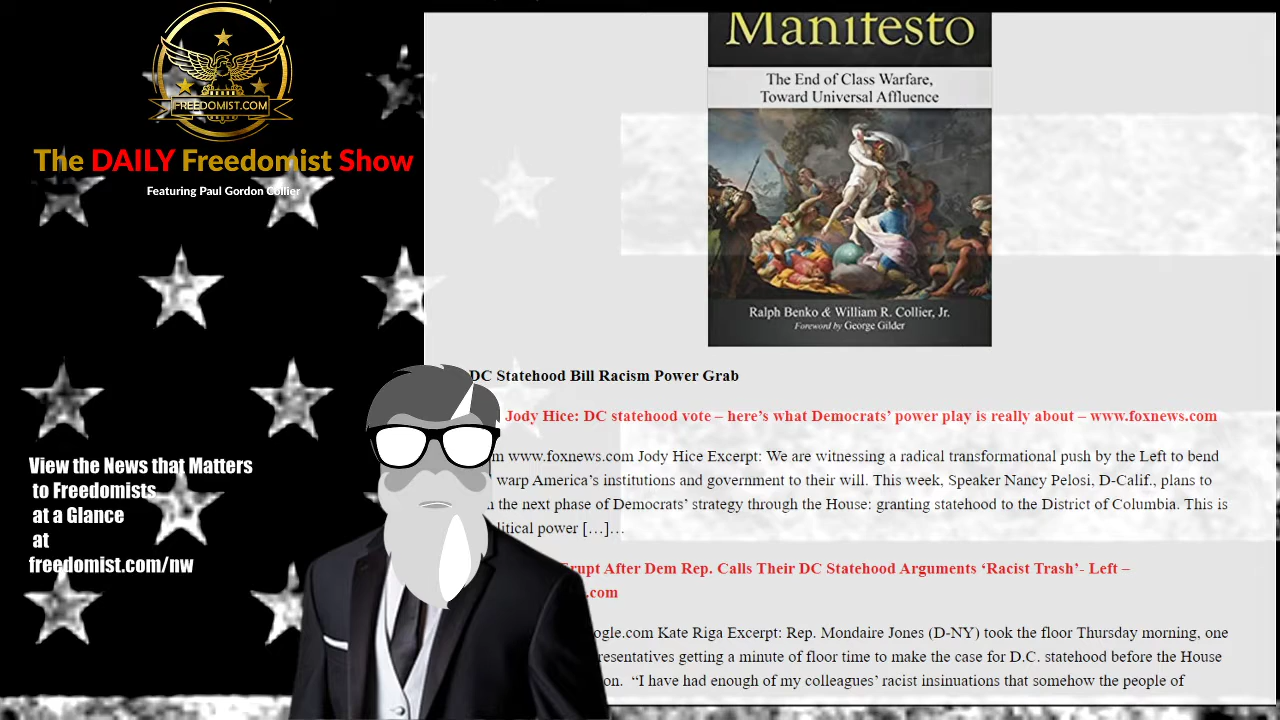 FREEDOMIST.COM
The DAILY Freedomist Show
Featuring Paul Gordon Collier
View the News that Matters
to Freedomists
at a Glance
at
freedomist.com/nw
Manifesto
The End of Class Warfare,
Toward Universal Affluence
Ralph Benko & William R. Collier, Jr.
Foreword by George Gilder
DC Statehood Bill Racism Power Grab
Jody Hice: DC statehood vote – here’s what Democrats’ power play is really about – www.foxnews.com
www.foxnews.com Jody Hice Excerpt: We are witnessing a radical transformational push by the Left to bend
warp America’s institutions and government to their will. This week, Speaker Nancy Pelosi, D-Calif., plans to
the next phase of Democrats’ strategy through the House: granting statehood to the District of Columbia. This is
power […]…
After Dem Rep. Calls Their DC Statehood Arguments ‘Racist Trash’- Left –
Kate Riga Excerpt: Rep. Mondaire Jones (D-NY) took the floor Thursday morning, one
getting a minute of floor time to make the case for D.C. statehood before the House
“I have had enough of my colleagues’ racist insinuations that somehow the people of